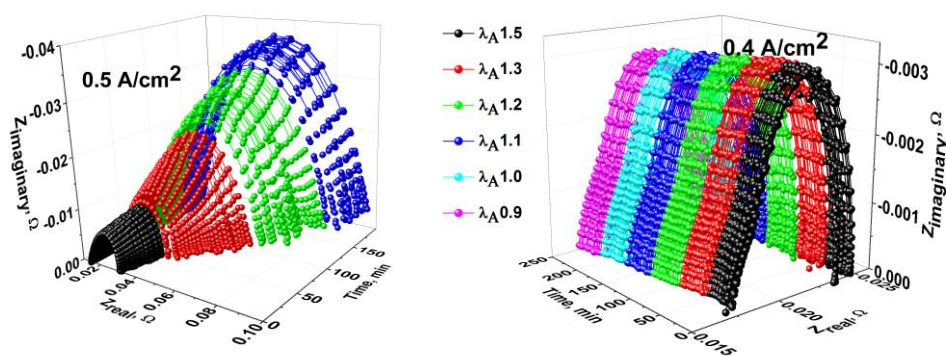 -0.04
-0.03
-0.02
-0.01
0.00
Zimaginary, Ω
0.5 A/cm2
0.02
0.04
0.06
0.08
0.10
Zreal, Ω
0
50
100
150
Time, min
λA1.5
λA1.3
λA1.2
λA1.1
λA1.0
λA0.9
0.4 A/cm2
-0.003
-0.002
-0.001
0.000
Zimaginary, Ω
250
200
150
100
50
0
Time, min
0.015
0.020
0.025
Zreal, Ω